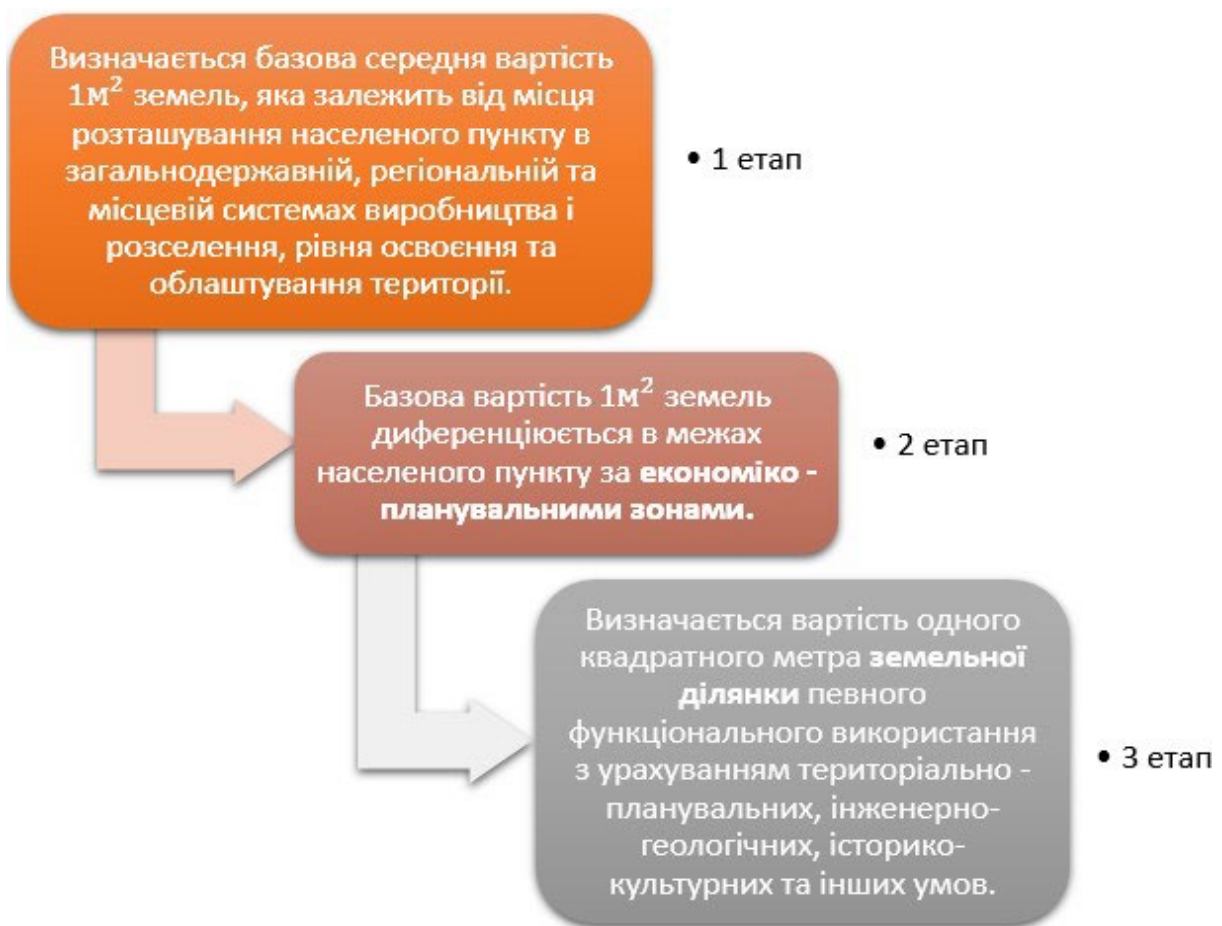 Визначається базова середня вартість
1м² земель, яка залежить від місця
розташування населеного пункту в
загальнодержавній, регіональній та
місцевій системах виробництва і
розселення, рівня освоєння та
облаштування території.
• 1 етап
Базова вартість 1м² земель
диференціюється в межах
населеного пункту за економіко -
планувальними зонами.
• 2 етап
Визначається вартість одного
квадратного метра земельної
ділянки певного
функціонального використання
з урахуванням територіально -
планувальних, інженерно-
геологічних, історико-
культурних та інших умов.
• 3 етап